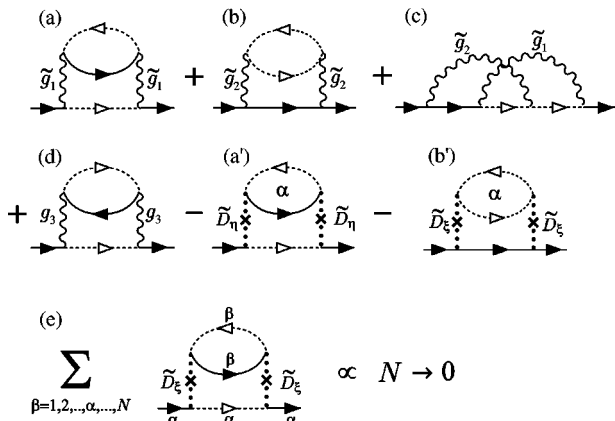 (a) (b) (c)
g̃₁ g̃₁ + g̃₂ g̃₂ + g̃₂ g̃₁
(d) (a') (b')
+ g₃ g₃ − D̃η α D̃η − D̃ξ α D̃ξ
(e)
β
β
∑ D̃ξ D̃ξ ∝ N → 0
β=1,2,..,α,...,N
α α α